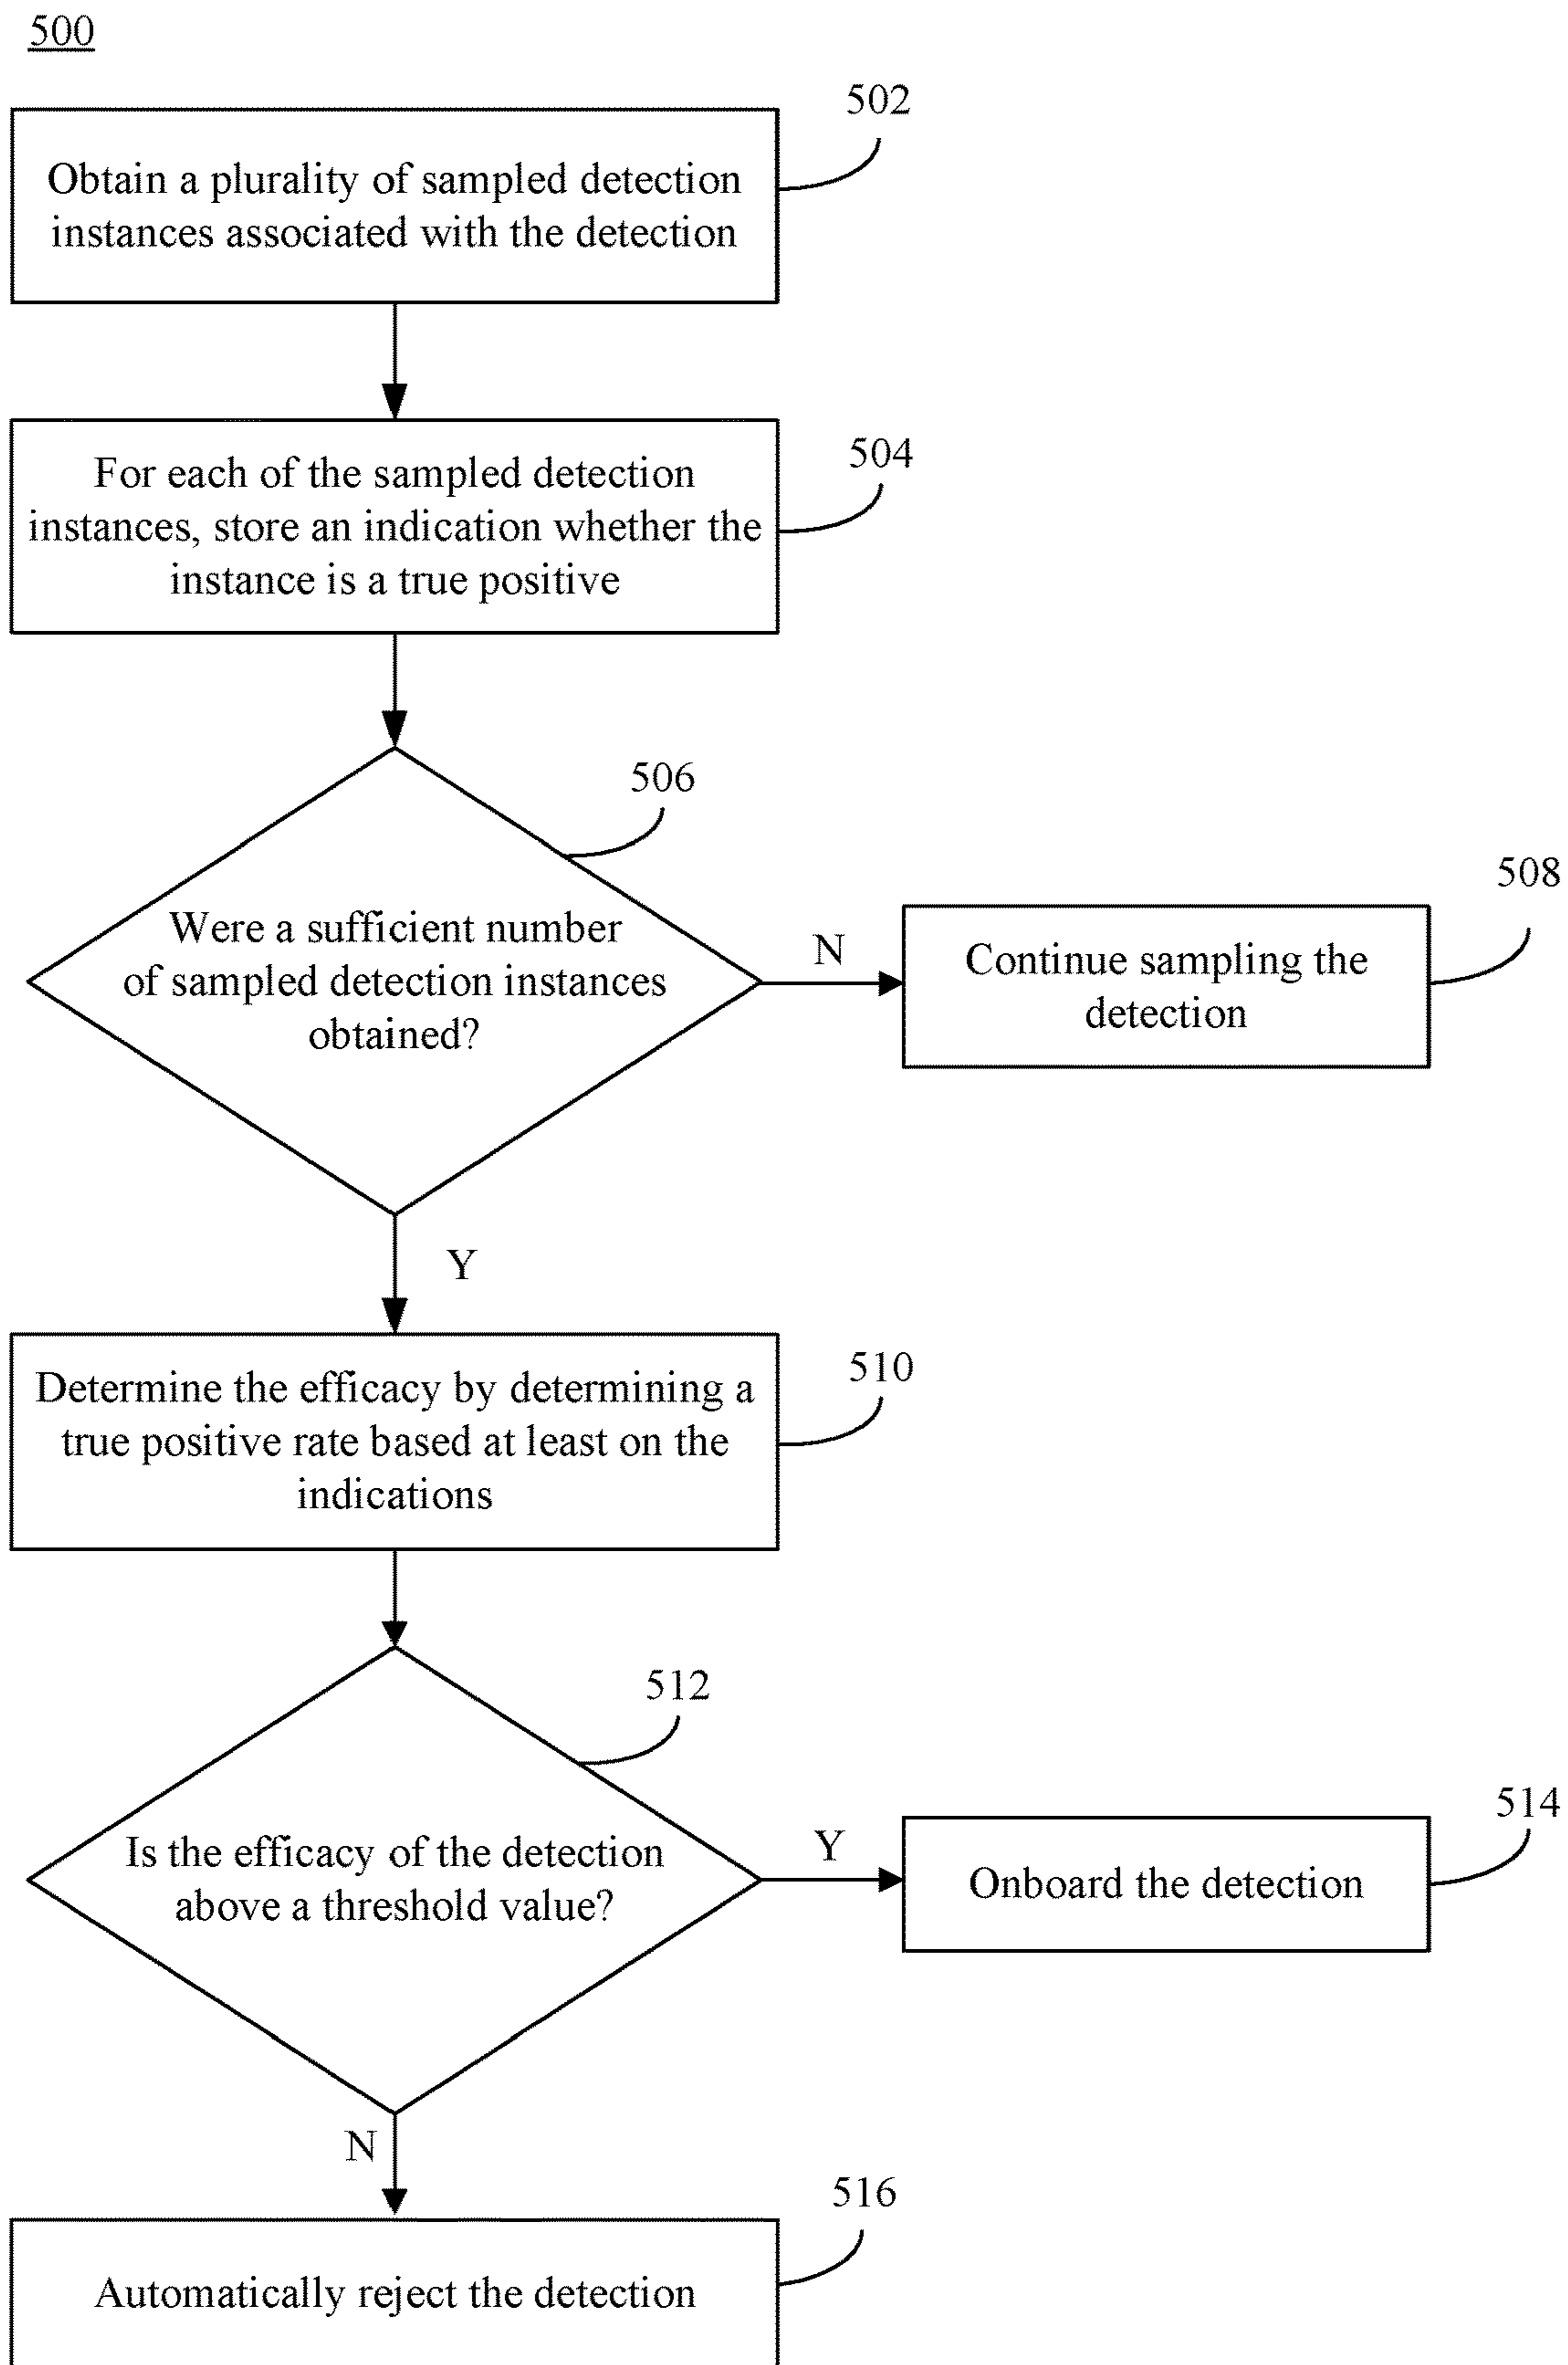 500
502
Obtain a plurality of sampled detection
instances associated with the detection
504
For each of the sampled detection
instances, store an indication whether the
instance is a true positive
506
Were a sufficient number
of sampled detection instances
obtained?
N
508
Continue sampling the
detection
Y
510
Determine the efficacy by determining a
true positive rate based at least on the
indications
512
Is the efficacy of the detection
above a threshold value?
Y
514
Onboard the detection
N
516
Automatically reject the detection